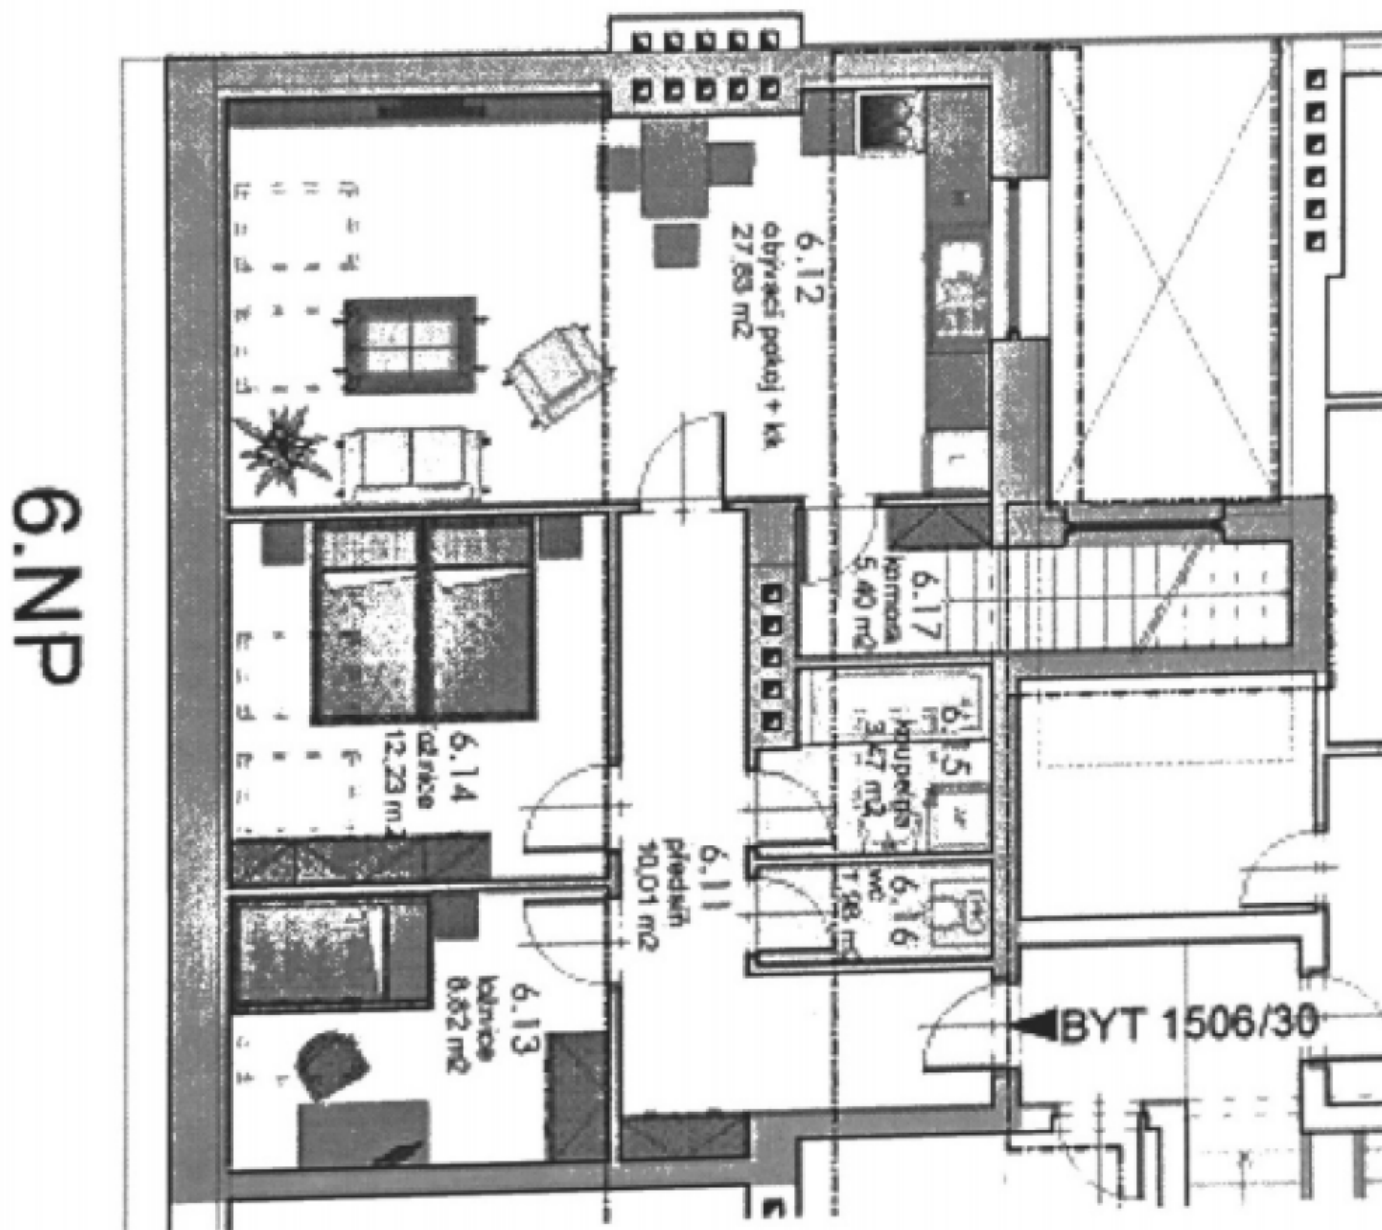 6.NP
6.12
obývací pokoj + kk
27,83 m2
6.17
komora
5,40 m2
6.15
koupelna
3,47 m2
6.14
ložnice
12,23 m2
6.11
předsíň
10,01 m2
6.16
WC
6.13
ložnice
8,82 m2
BYT 1506/30
L